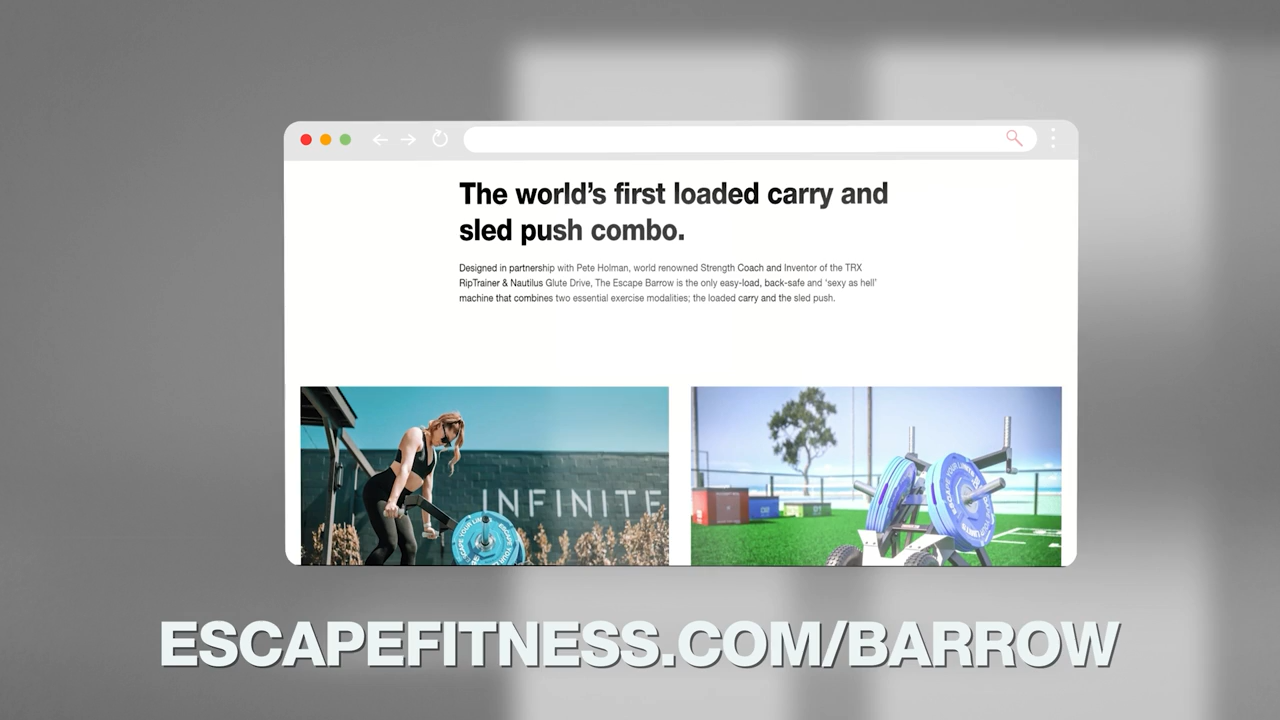 The world's first loaded carry and
sled push combo.
Designed in partnership with Pete Holman, world renowned Strength Coach and Inventor of the TRX
RipTrainer & Nautilus Glute Drive, The Escape Barrow is the only easy-load, back-safe and 'sexy as hell'
machine that combines two essential exercise modalities; the loaded carry and the sled push.
INFINITE
ESCAPEFITNESS.COM/BARROW